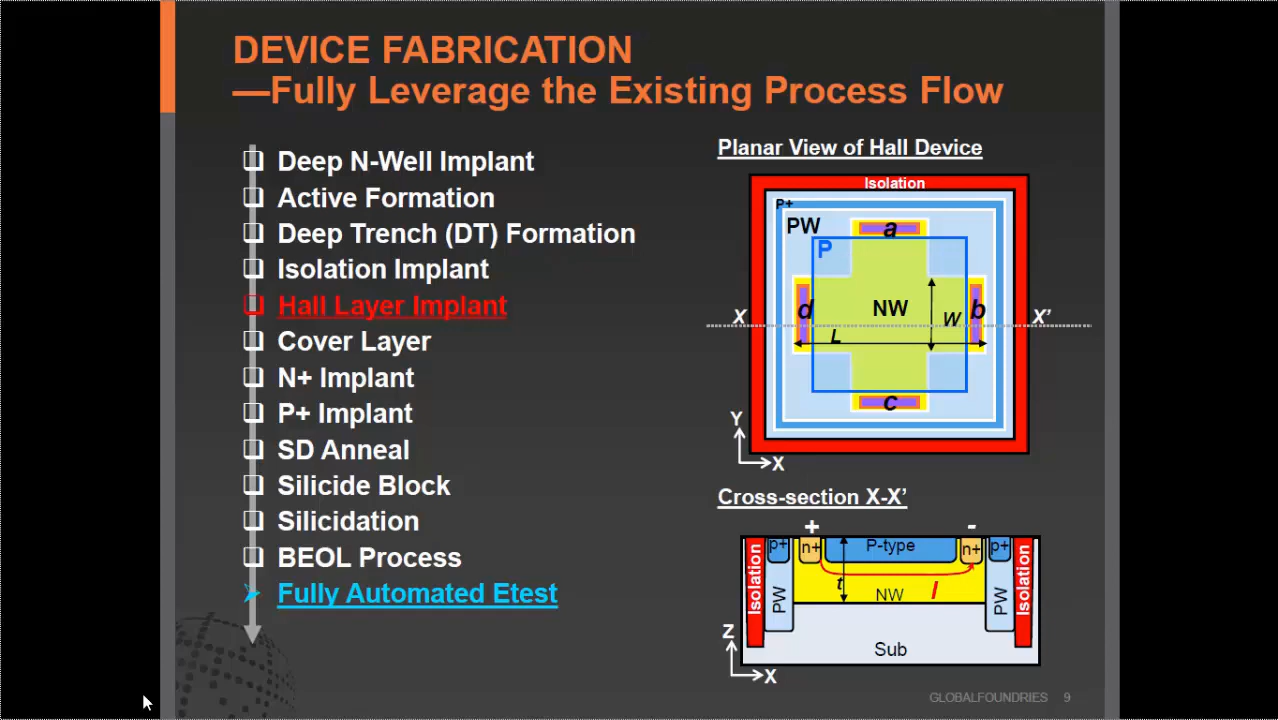 DEVICE FABRICATION
—Fully Leverage the Existing Process Flow
❑ Deep N-Well Implant
❑ Active Formation
❑ Deep Trench (DT) Formation
❑ Isolation Implant
❑ Hall Layer Implant
❑ Cover Layer
❑ N+ Implant
❑ P+ Implant
❑ SD Anneal
❑ Silicide Block
❑ Silicidation
❑ BEOL Process
➢ Fully Automated Etest
Planar View of Hall Device
Isolation
P+
PW
a
P
d
NW
b
X
W
X’
L
c
Y
X
Cross-section X-X’
+
-
Isolation
p+
n+
P-type
n+
p+
Isolation
PW
t
NW
I
PW
Sub
Z
X
GLOBALFOUNDRIES 9